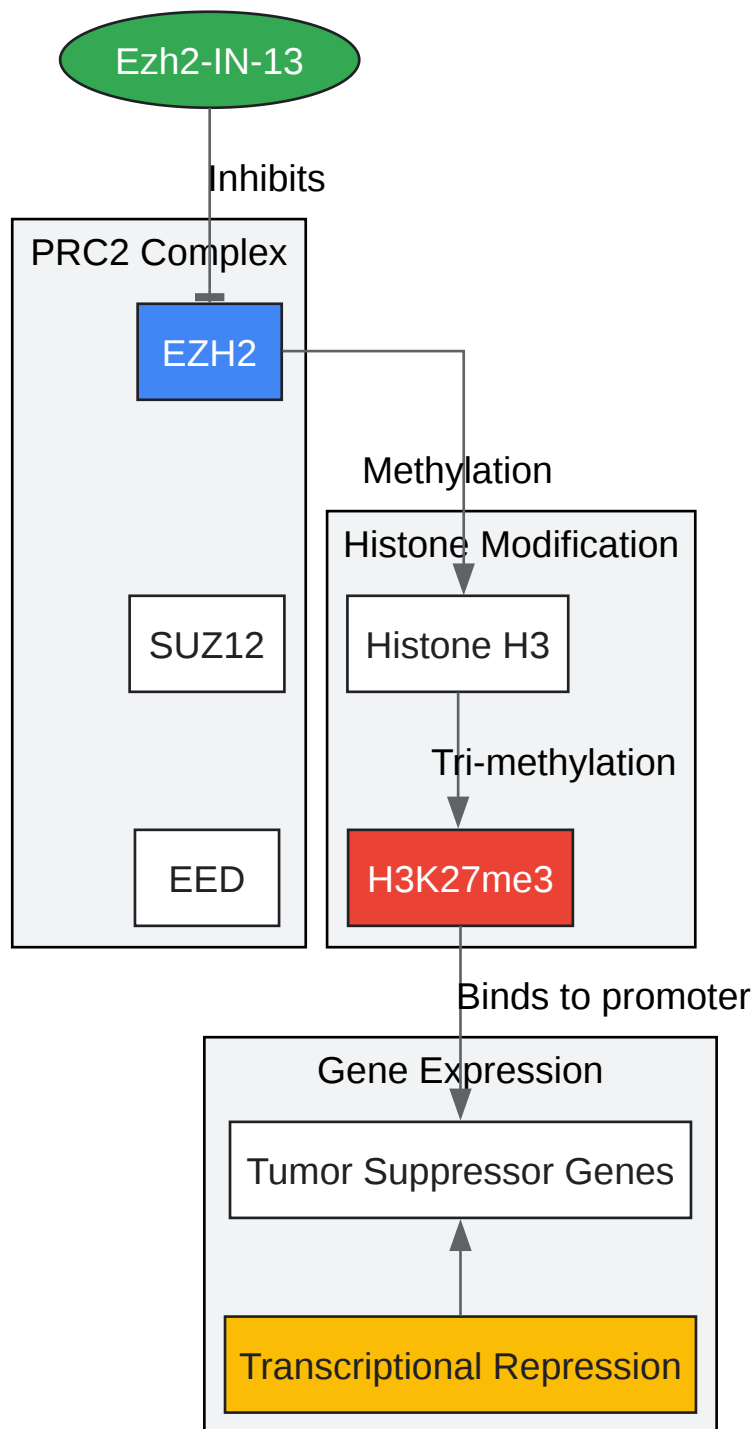 Ezh2-IN-13
Inhibits
PRC2 Complex
EZH2
Methylation
Histone Modification
SUZ12
Histone H3
Tri-methylation
EED
H3K27me3
Binds to promoter
Gene Expression
Tumor Suppressor Genes
Transcriptional Repression